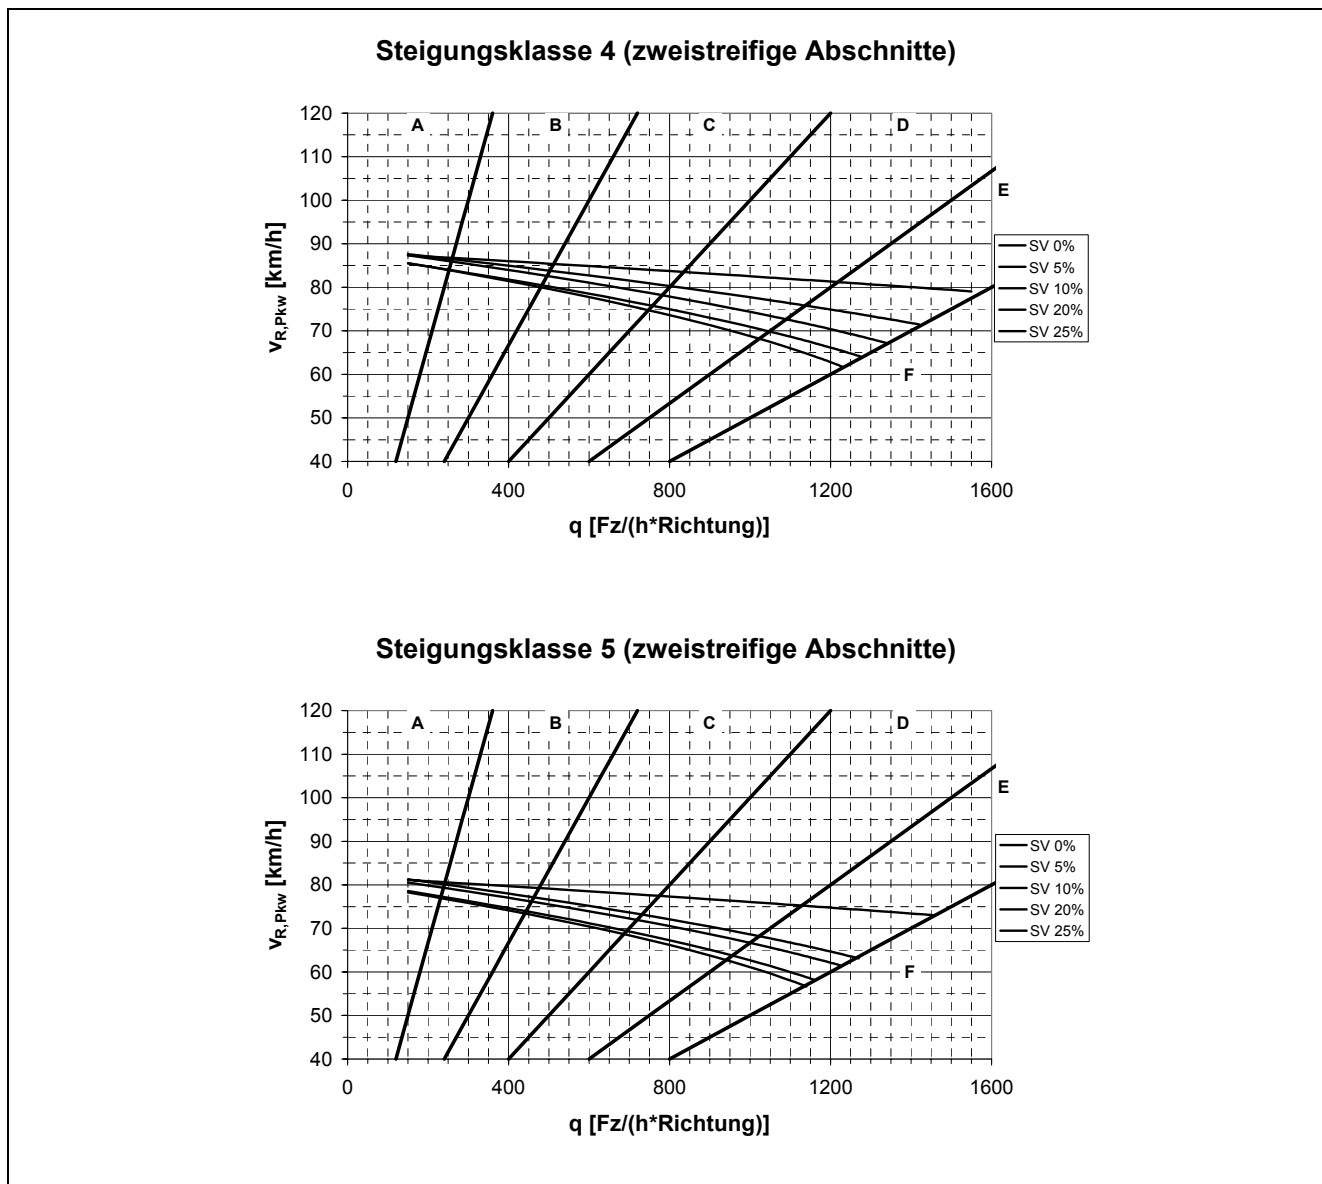 Steigungsklasse 4 (zweistreifige Abschnitte)
120
110
100
90
80
70
60
50
40
v_R,Pkw [km/h]
A
B
C
D
E
F
SV 0%
SV 5%
SV 10%
SV 20%
SV 25%
0
400
800
1200
1600
q [Fz/(h*Richtung)]
Steigungsklasse 5 (zweistreifige Abschnitte)
120
110
100
90
80
70
60
50
40
v_R,Pkw [km/h]
A
B
C
D
E
F
SV 0%
SV 5%
SV 10%
SV 20%
SV 25%
0
400
800
1200
1600
q [Fz/(h*Richtung)]